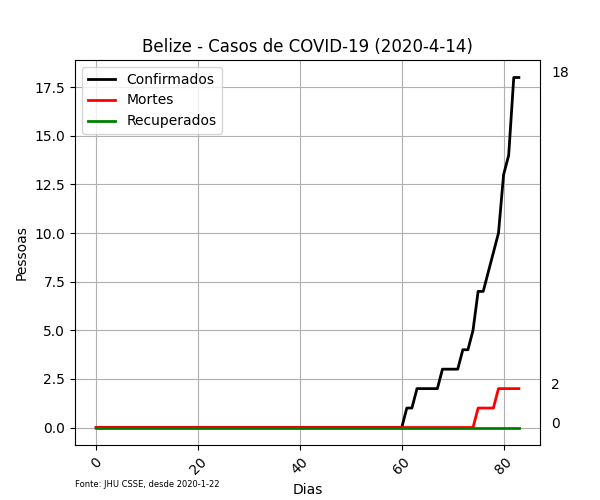 Belize - Casos de COVID-19 (2020-4-14)
Confirmados
Mortes
Recuperados
18
2
0
17.5
15.0
12.5
10.0
7.5
5.0
2.5
0.0
Pessoas
0 20 40 60 80
Dias
Fonte: JHU CSSE, desde 2020-1-22